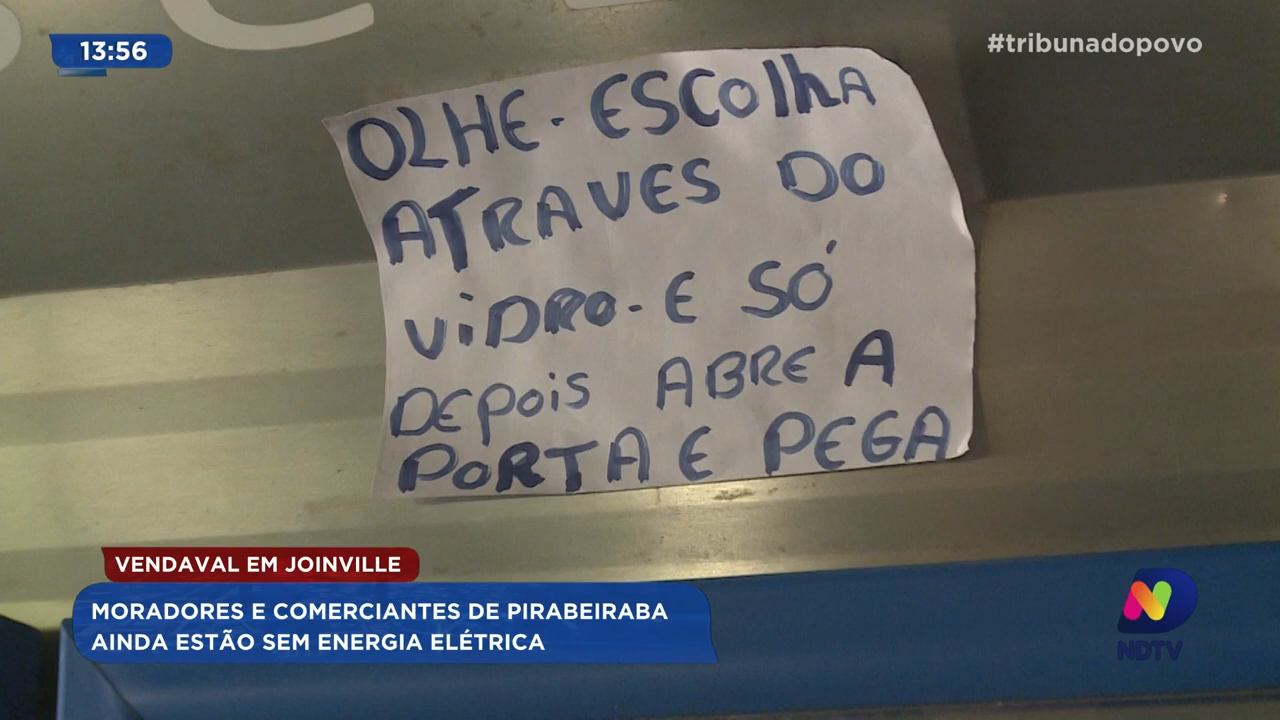 13:56
#tribunadopovo
OLHE - ESCOlhA
ATRAVES DO
ViDRO - E SÓ
DEPOiS ABRE A
PORTA E PEGA
VENDAVAL EM JOINVILLE
MORADORES E COMERCIANTES DE PIRABEIRABA
AINDA ESTÃO SEM ENERGIA ELÉTRICA
NDTV